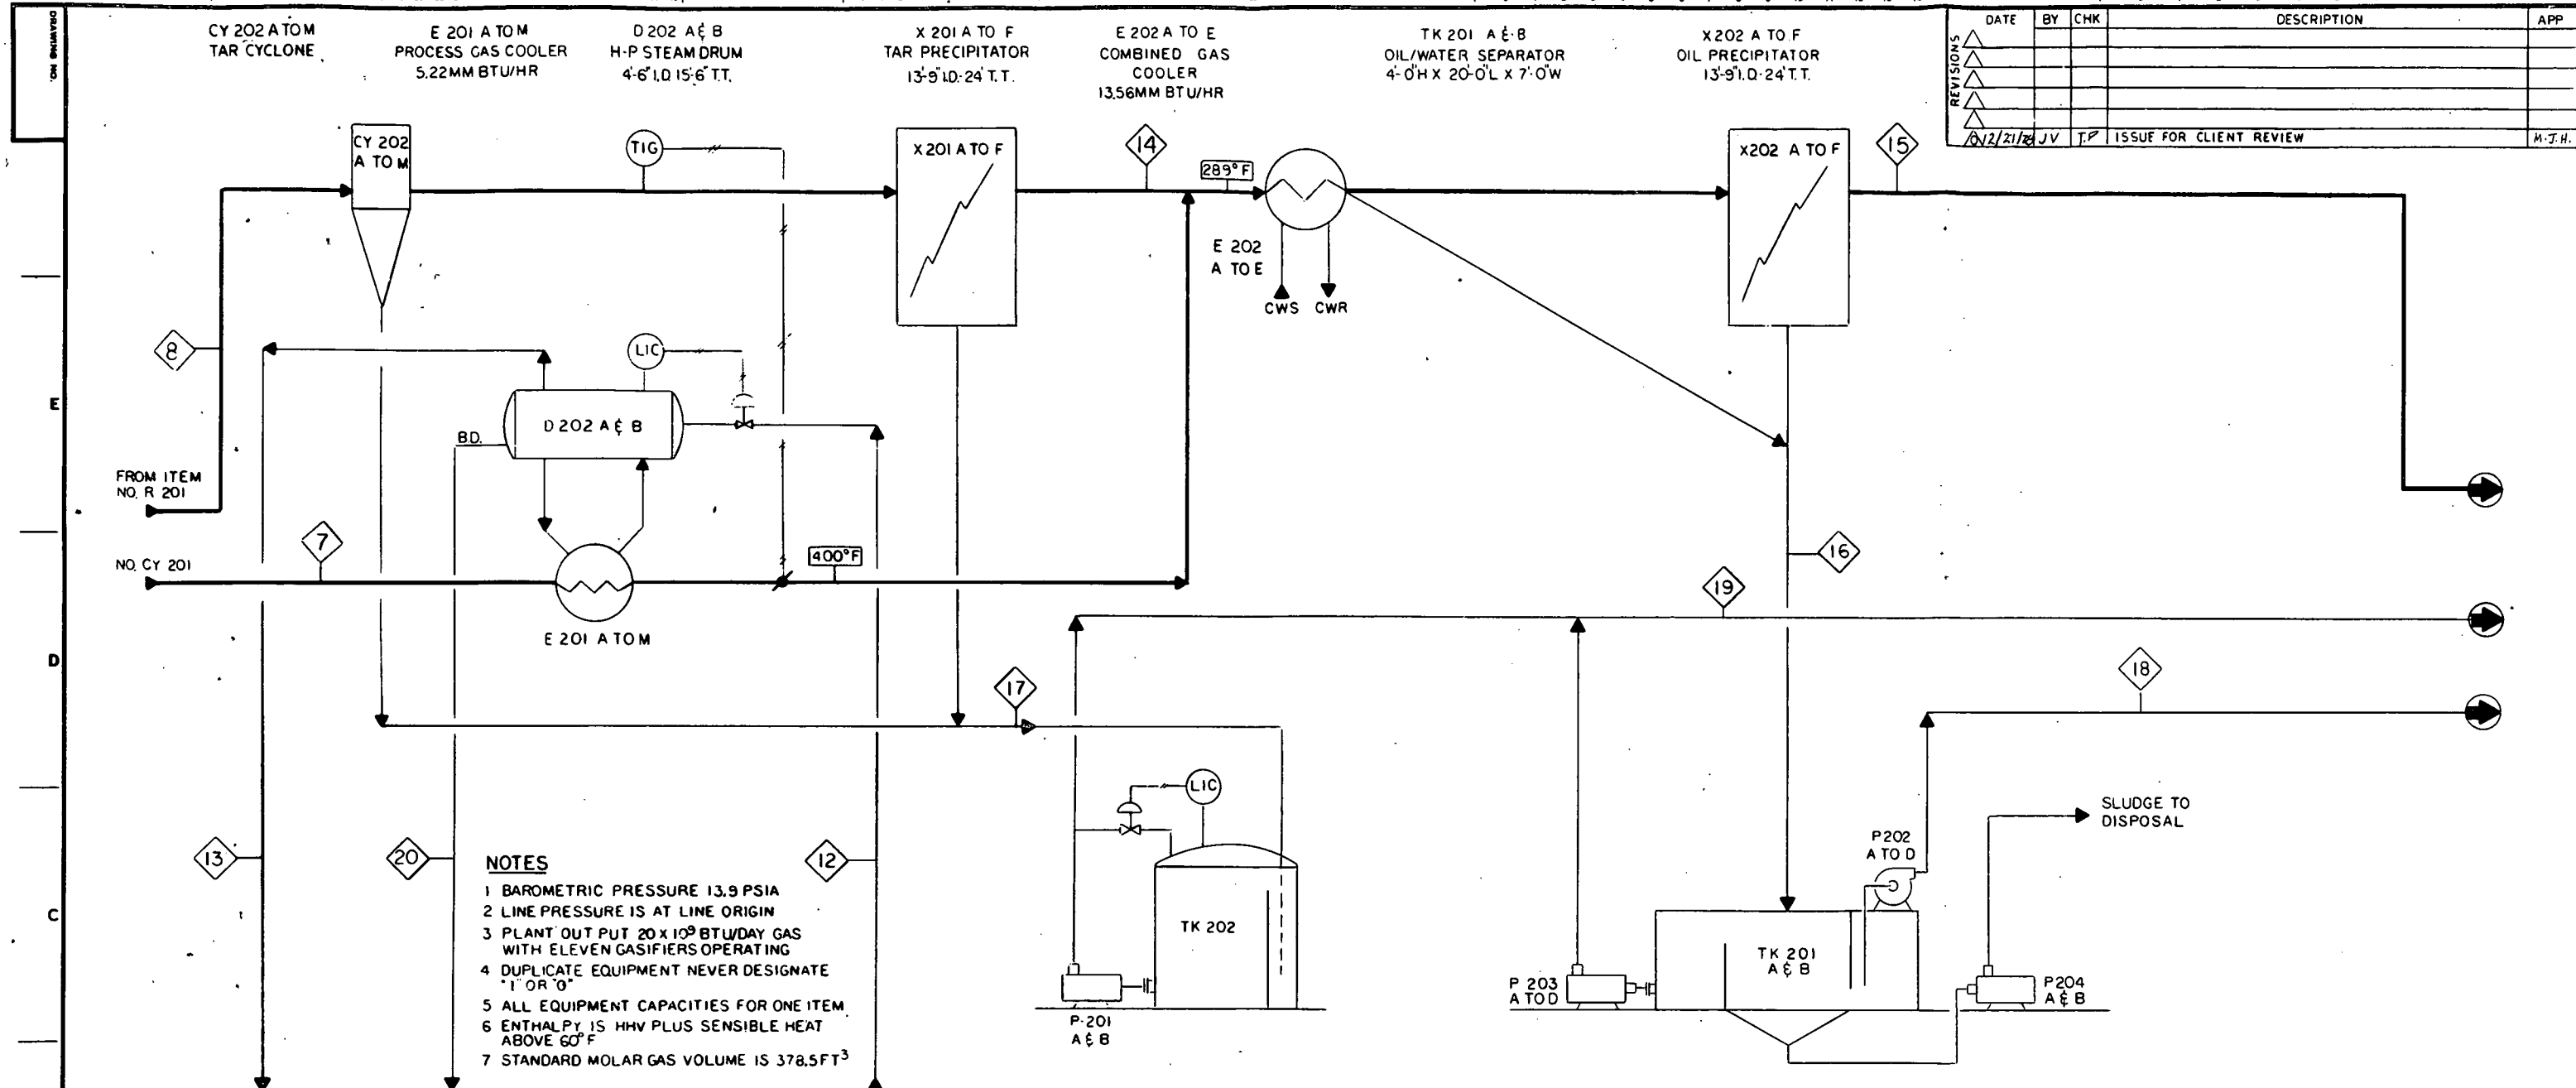 DRAWING NO.
CY 202 A TO M
TAR CYCLONE
E 201 A TO M
PROCESS GAS COOLER
5.22MM BTU/HR
D 202 A & B
H-P STEAM DRUM
4'-6" I.D. 15'-6" T.T.
X 201 A TO F
TAR PRECIPITATOR
13'-9" I.D.-24' T.T.
E 202 A TO E
COMBINED GAS
COOLER
13.56MM BTU/HR
TK 201 A & B
OIL/WATER SEPARATOR
4'-0"H X 20'-0"L X 7'-0"W
X 202 A TO F
OIL PRECIPITATOR
13'-9" I.D.-24' T.T.
REVISIONS
DATE BY CHK DESCRIPTION APP
12/21/78 JV T.P. ISSUE FOR CLIENT REVIEW M.J.H.
CY 202
A TO M
TIG
X 201 A TO F
14
289°F
X202 A TO F
15
E 202
A TO E
CWS CWR
8
LIC
E
D 202 A & B
B.D.
FROM ITEM
NO. R 201
7
400°F
16
NO. CY 201
19
E 201 A TO M
D
17
18
LIC
SLUDGE TO
DISPOSAL
P202
A TO D
13
20
12
NOTES
1 BAROMETRIC PRESSURE 13.9 PSIA
2 LINE PRESSURE IS AT LINE ORIGIN
3 PLANT OUT PUT 20 X 10⁹ BTU/DAY GAS
WITH ELEVEN GASIFIERS OPERATING
4 DUPLICATE EQUIPMENT NEVER DESIGNATE
"I" OR "O"
5 ALL EQUIPMENT CAPACITIES FOR ONE ITEM
6 ENTHALPY IS HHV PLUS SENSIBLE HEAT
ABOVE 60°F
7 STANDARD MOLAR GAS VOLUME IS 378.5 FT³
C
TK 202
TK 201
A & B
P 203
A TO D
P204
A & B
P-201
A & B